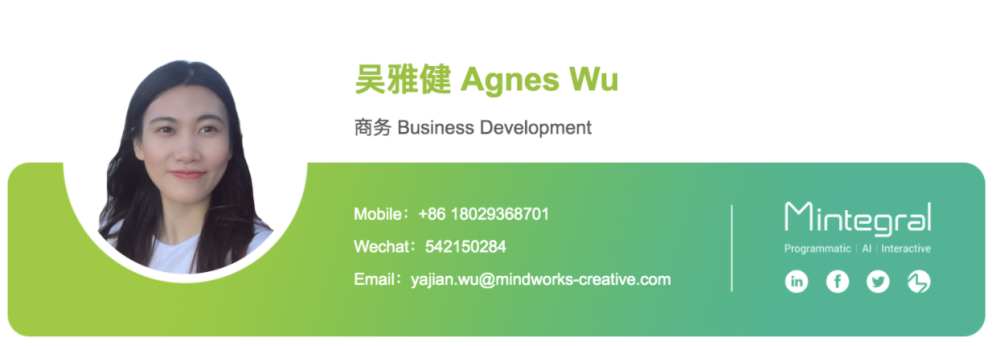 吴雅健 Agnes Wu
商务 Business Development
Mobile：+86 18029368701
Wechat：542150284
Email：yajian.wu@mindworks-creative.com
Mintegral
Programmatic | AI | Interactive